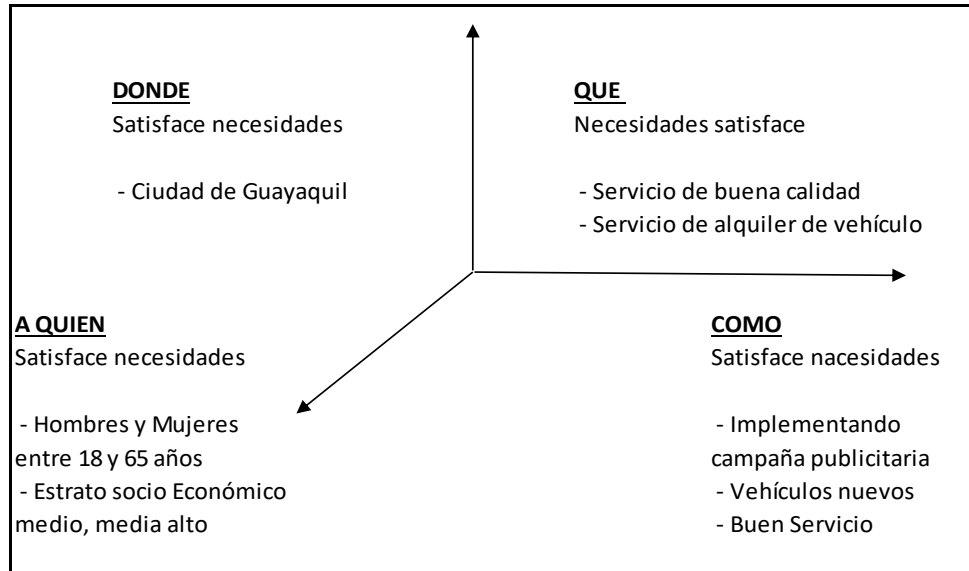 DONDE
Satisface necesidades
- Ciudad de Guayaquil
QUE
Necesidades satisface
- Servicio de buena calidad
- Servicio de alquiler de vehículo
A QUIEN
Satisface necesidades
- Hombres y Mujeres
entre 18 y 65 años
- Estrato socio Económico
medio, media alto
COMO
Satisface nacesidades
- Implementando
campaña publicitaria
- Vehículos nuevos
- Buen Servicio